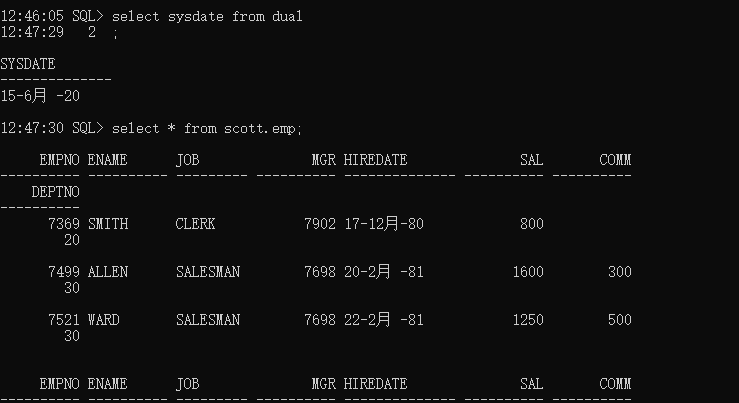 12:46:05 SQL> select sysdate from dual
12:47:29   2  ;
SYSDATE
--------------
15-6月 -20
12:47:30 SQL> select * from scott.emp;
     EMPNO ENAME      JOB              MGR HIREDATE              SAL       COMM
---------- ---------- --------- ---------- -------------- ---------- ----------
    DEPTNO
----------
      7369 SMITH      CLERK           7902 17-12月-80            800
        20
      7499 ALLEN      SALESMAN        7698 20-2月 -81           1600        300
        30
      7521 WARD       SALESMAN        7698 22-2月 -81           1250        500
        30
     EMPNO ENAME      JOB              MGR HIREDATE              SAL       COMM
---------- ---------- --------- ---------- -------------- ---------- ----------